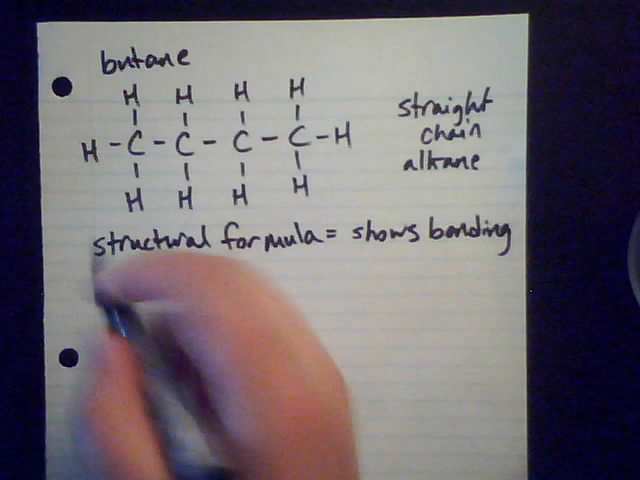 butane
H H H H
H - C - C - C - C - H
H H H H
straight
chain
alkane
structural formula = shows bonding